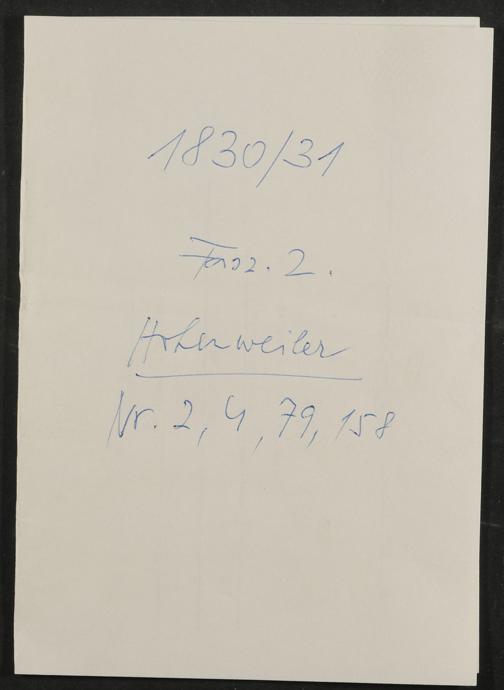 1830/31
Fasz. 2.
Hohenweiler
Nr. 2, 4, 79, 158